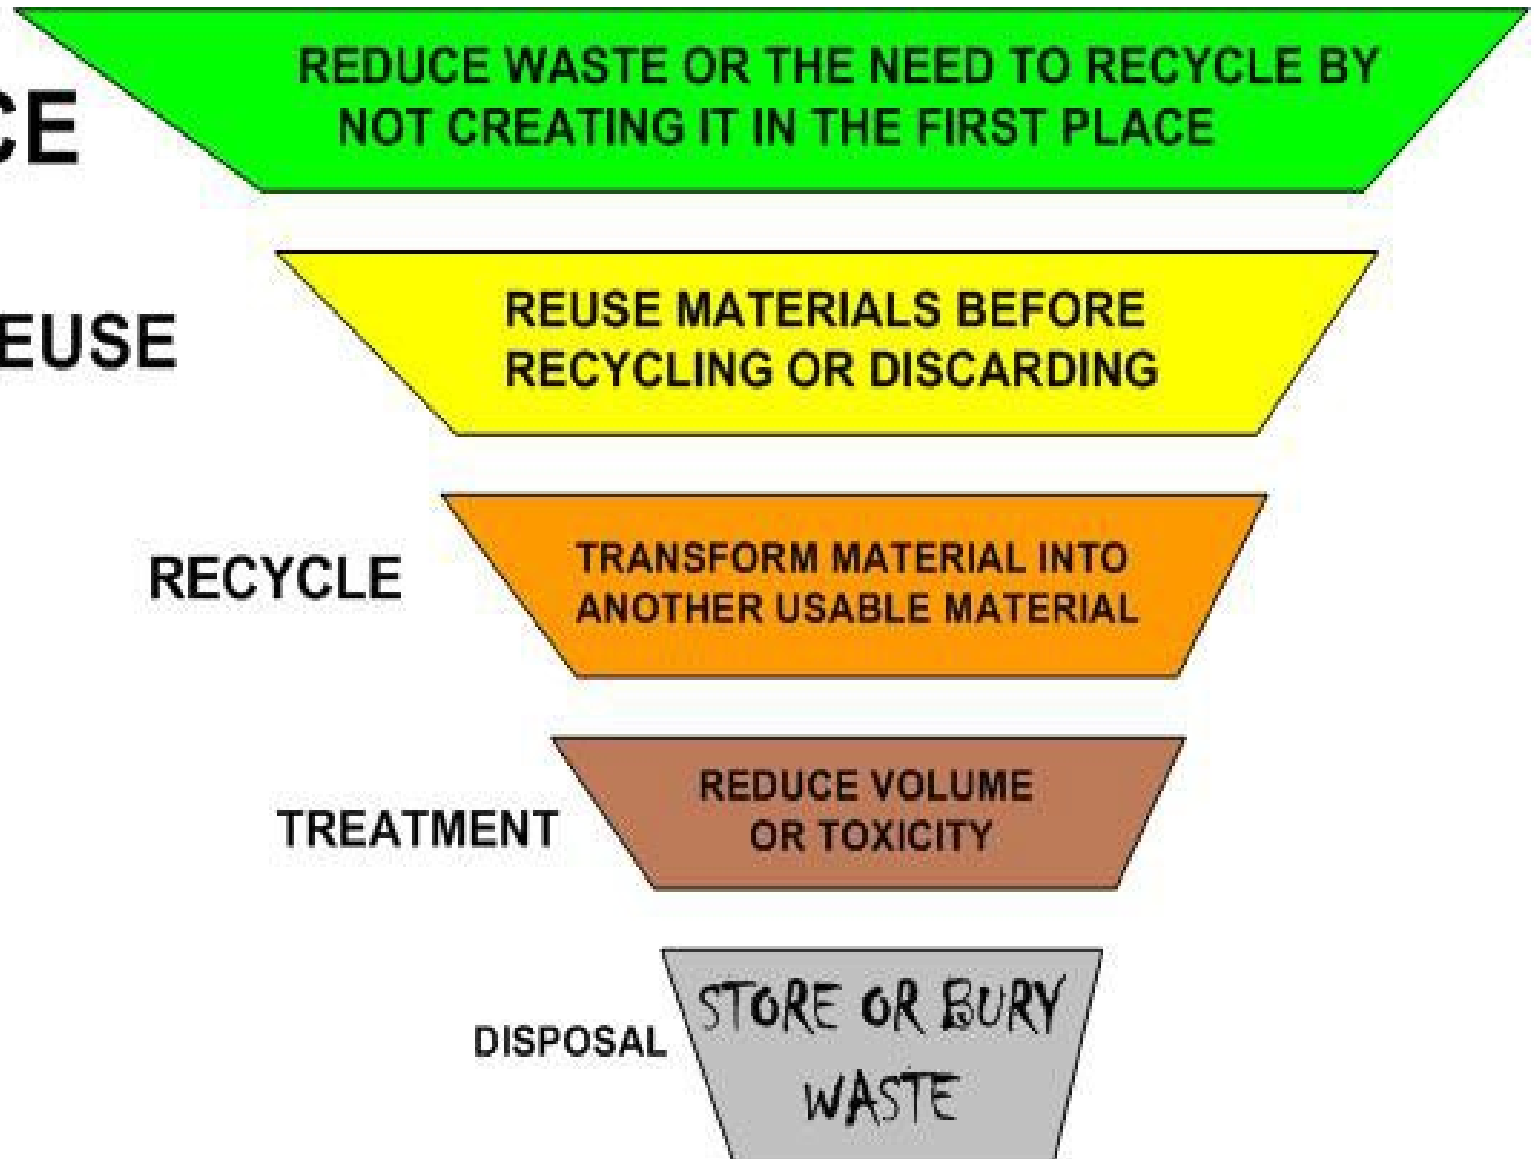 REDUCE WASTE OR THE NEED TO RECYCLE BY
NOT CREATING IT IN THE FIRST PLACE
CE
REUSE MATERIALS BEFORE
RECYCLING OR DISCARDING
EUSE
TRANSFORM MATERIAL INTO
ANOTHER USABLE MATERIAL
RECYCLE
REDUCE VOLUME
OR TOXICITY
TREATMENT
STORE OR BURY
WASTE
DISPOSAL